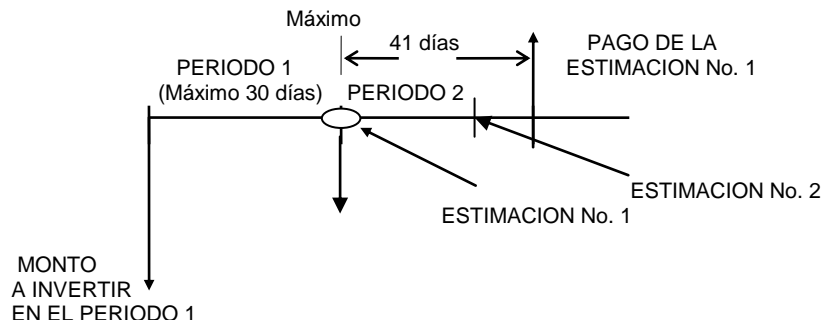 Máximo
41 días
PAGO DE LA
ESTIMACION No. 1
PERIODO 1
(Máximo 30 días)
PERIODO 2
ESTIMACION No. 2
ESTIMACION No. 1
MONTO
A INVERTIR
EN EL PERIODO 1